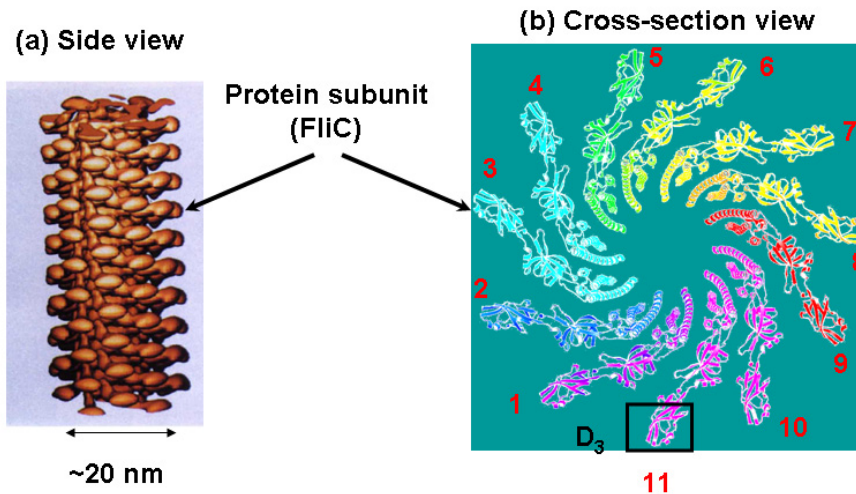 (a) Side view
(b) Cross-section view
Protein subunit
(FliC)
~20 nm
5
6
4
7
3
8
2
9
1
10
D3
11